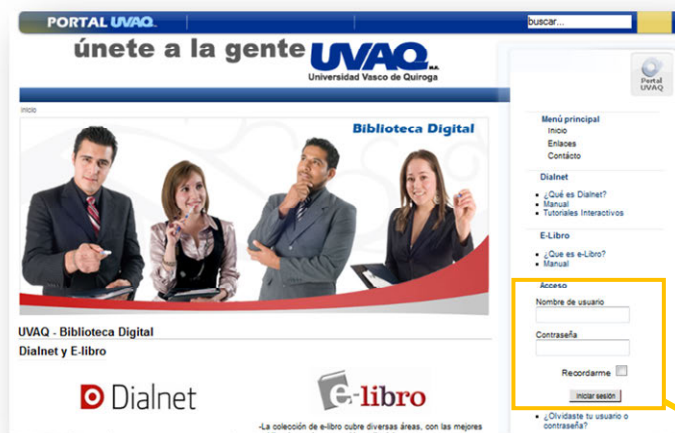 PORTAL UVAQ
buscar...
únete a la gente UVAQ
Universidad Vasco de Quiroga
Portal
UVAQ
Inicio
Biblioteca Digital
UVAQ - Biblioteca Digital
Dialnet y E-libro
Dialnet
e-libro
-La colección de e-libro cubre diversas áreas, con las mejores
Menú principal
Inicio
Enlaces
Contácto
Dialnet
¿Qué es Dialnet?
Manual
Tutoriales Interactivos
E-Libro
¿Que es e-Libro?
Manual
Acceso
Nombre de usuario
Contraseña
Recordarme
Iniciar sesión
¿Olvidaste tu usuario o
contraseña?